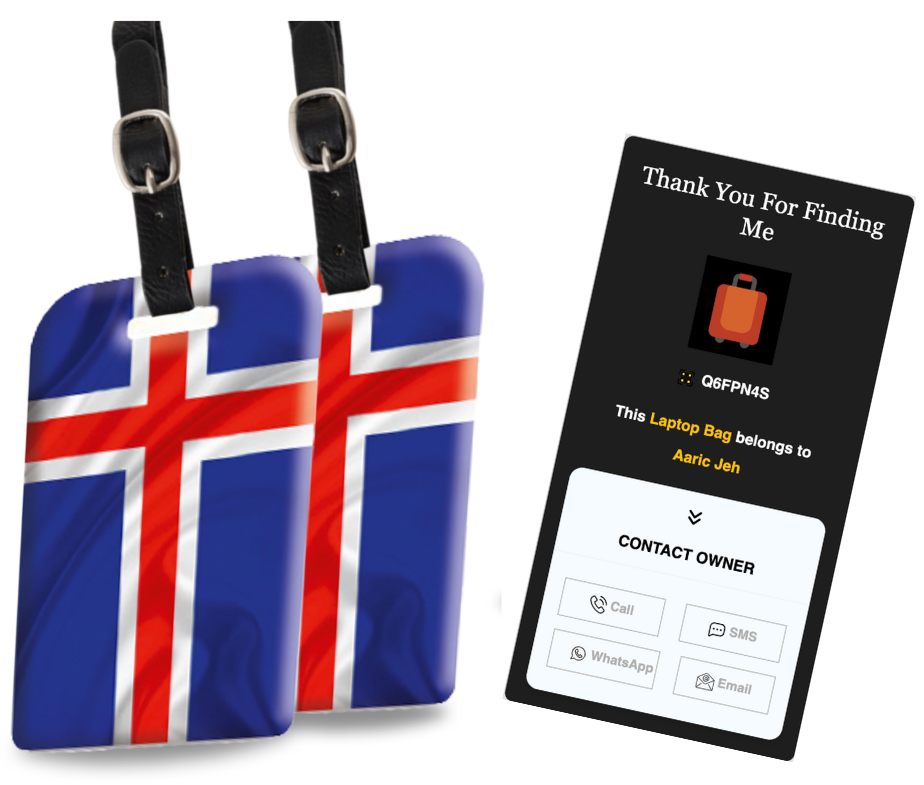 Thank You For Finding
Me
Q6FPN4S
This Laptop Bag belongs to
Aaric Jeh
CONTACT OWNER
Call
SMS
WhatsApp
Email